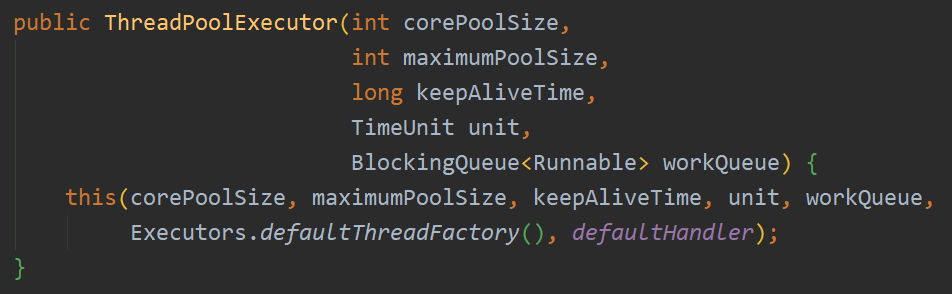 public ThreadPoolExecutor(int corePoolSize,
int maximumPoolSize,
long keepAliveTime,
TimeUnit unit,
BlockingQueue<Runnable> workQueue) {
this(corePoolSize, maximumPoolSize, keepAliveTime, unit, workQueue,
Executors.defaultThreadFactory(), defaultHandler);
}